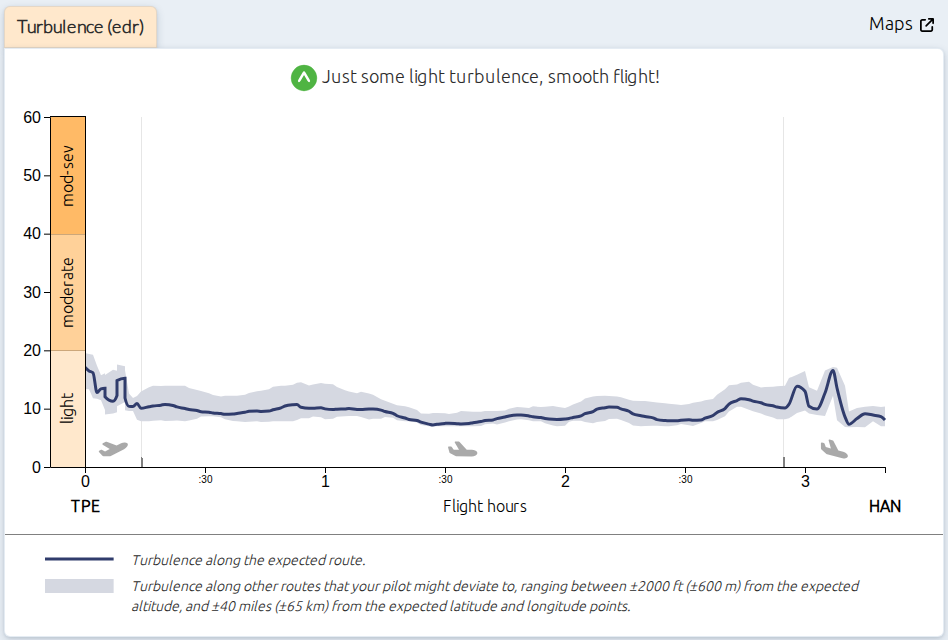 Turbulence (edr)
Maps
Just some light turbulence, smooth flight!
60
50
40
30
20
10
0
mod-sev
moderate
light
0
:30
1
:30
2
:30
3
TPE
Flight hours
HAN
Turbulence along the expected route.
Turbulence along other routes that your pilot might deviate to, ranging between ±2000 ft (±600 m) from the expected
altitude, and ±40 miles (±65 km) from the expected latitude and longitude points.